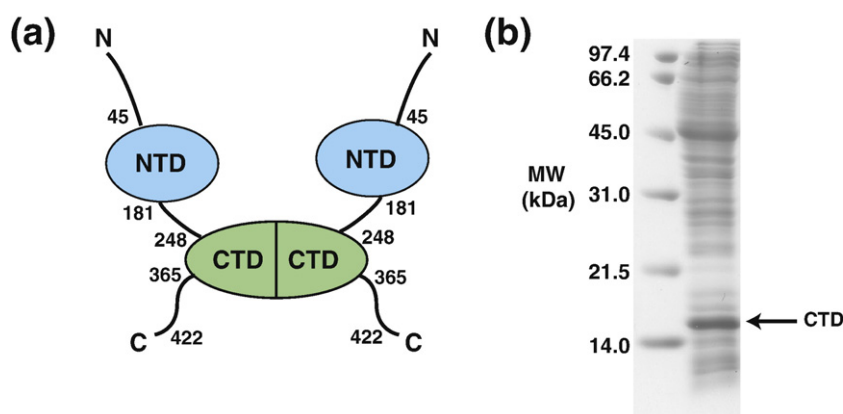 (a)
N N
45 45
NTD NTD
181 181
248 CTD CTD 248
365 365
C 422 422 C
(b)
97.4
66.2
45.0
MW
(kDa)
31.0
21.5
14.0
CTD